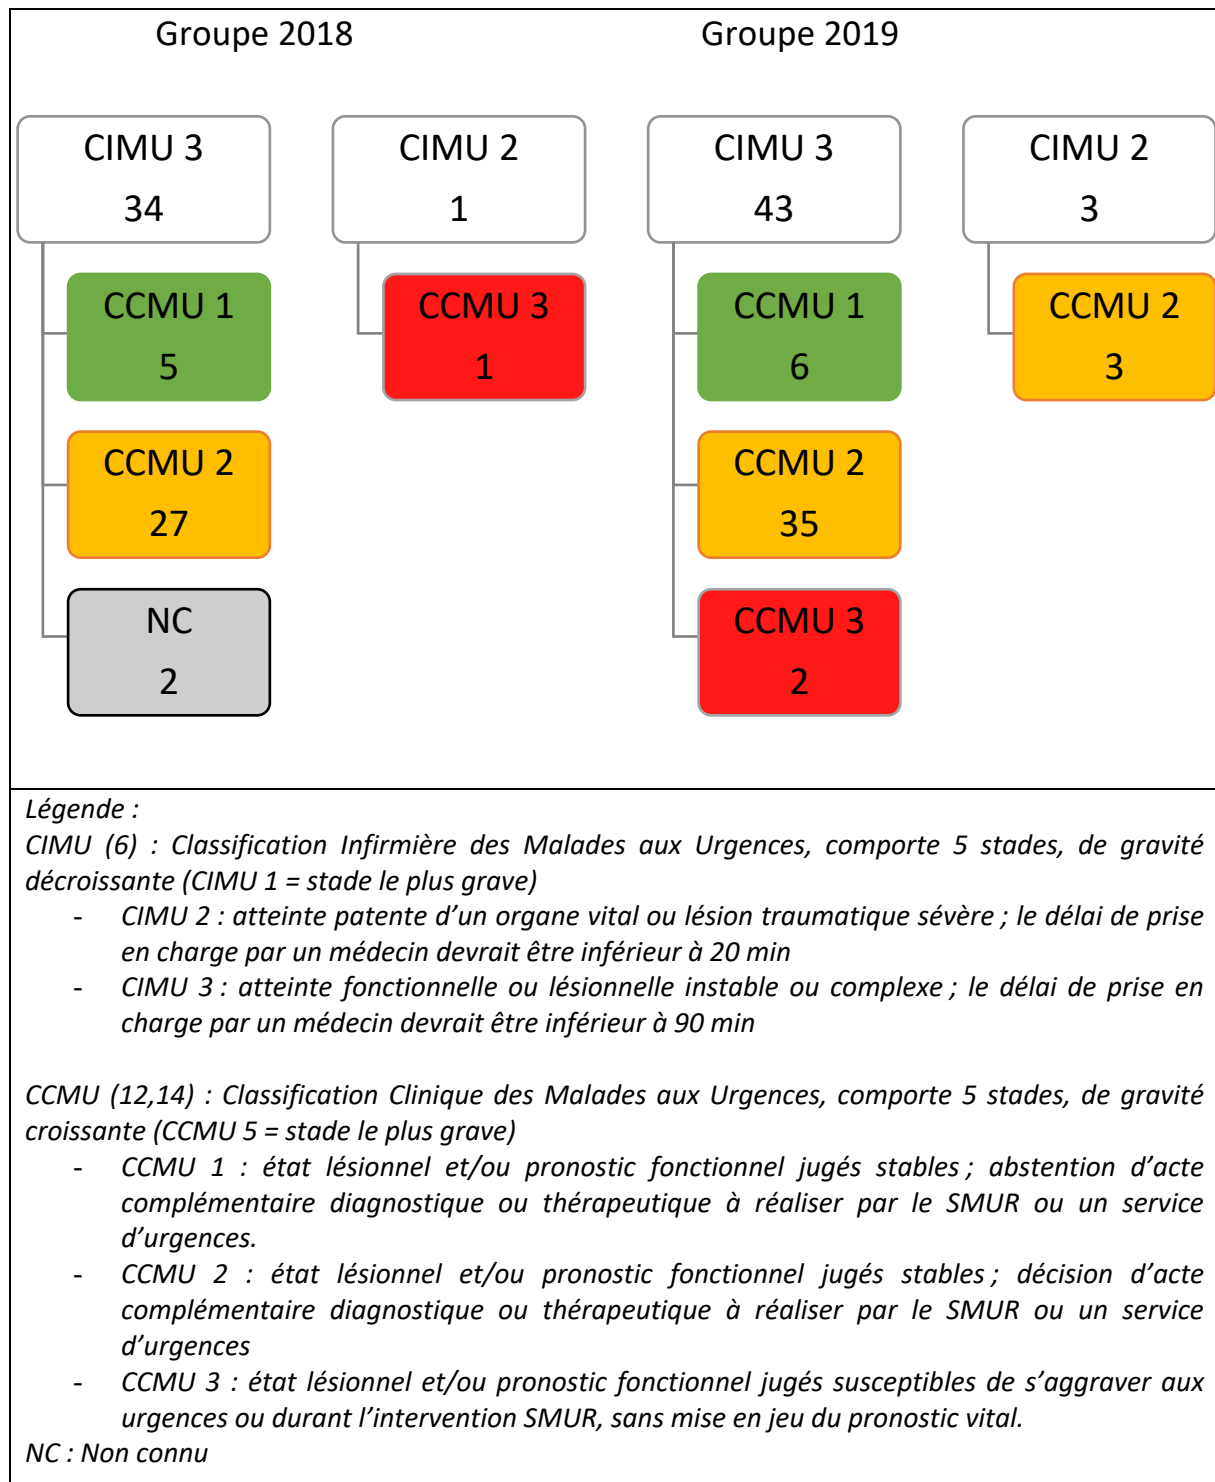 Groupe 2018
Groupe 2019
CIMU 3
34
CIMU 2
1
CIMU 3
43
CIMU 2
3
CCMU 1
5
CCMU 3
1
CCMU 1
6
CCMU 2
3
CCMU 2
27
CCMU 2
35
NC
2
CCMU 3
2
Légende :
CIMU (6) : Classification Infirmière des Malades aux Urgences, comporte 5 stades, de gravité
décroissante (CIMU 1 = stade le plus grave)
- CIMU 2 : atteinte patente d’un organe vital ou lésion traumatique sévère ; le délai de prise
en charge par un médecin devrait être inférieur à 20 min
- CIMU 3 : atteinte fonctionnelle ou lésionnelle instable ou complexe ; le délai de prise en
charge par un médecin devrait être inférieur à 90 min
CCMU (12,14) : Classification Clinique des Malades aux Urgences, comporte 5 stades, de gravité
croissante (CCMU 5 = stade le plus grave)
- CCMU 1 : état lésionnel et/ou pronostic fonctionnel jugés stables ; abstention d’acte
complémentaire diagnostique ou thérapeutique à réaliser par le SMUR ou un service
d’urgences.
- CCMU 2 : état lésionnel et/ou pronostic fonctionnel jugés stables ; décision d’acte
complémentaire diagnostique ou thérapeutique à réaliser par le SMUR ou un service
d’urgences
- CCMU 3 : état lésionnel et/ou pronostic fonctionnel jugés susceptibles de s’aggraver aux
urgences ou durant l’intervention SMUR, sans mise en jeu du pronostic vital.
NC : Non connu